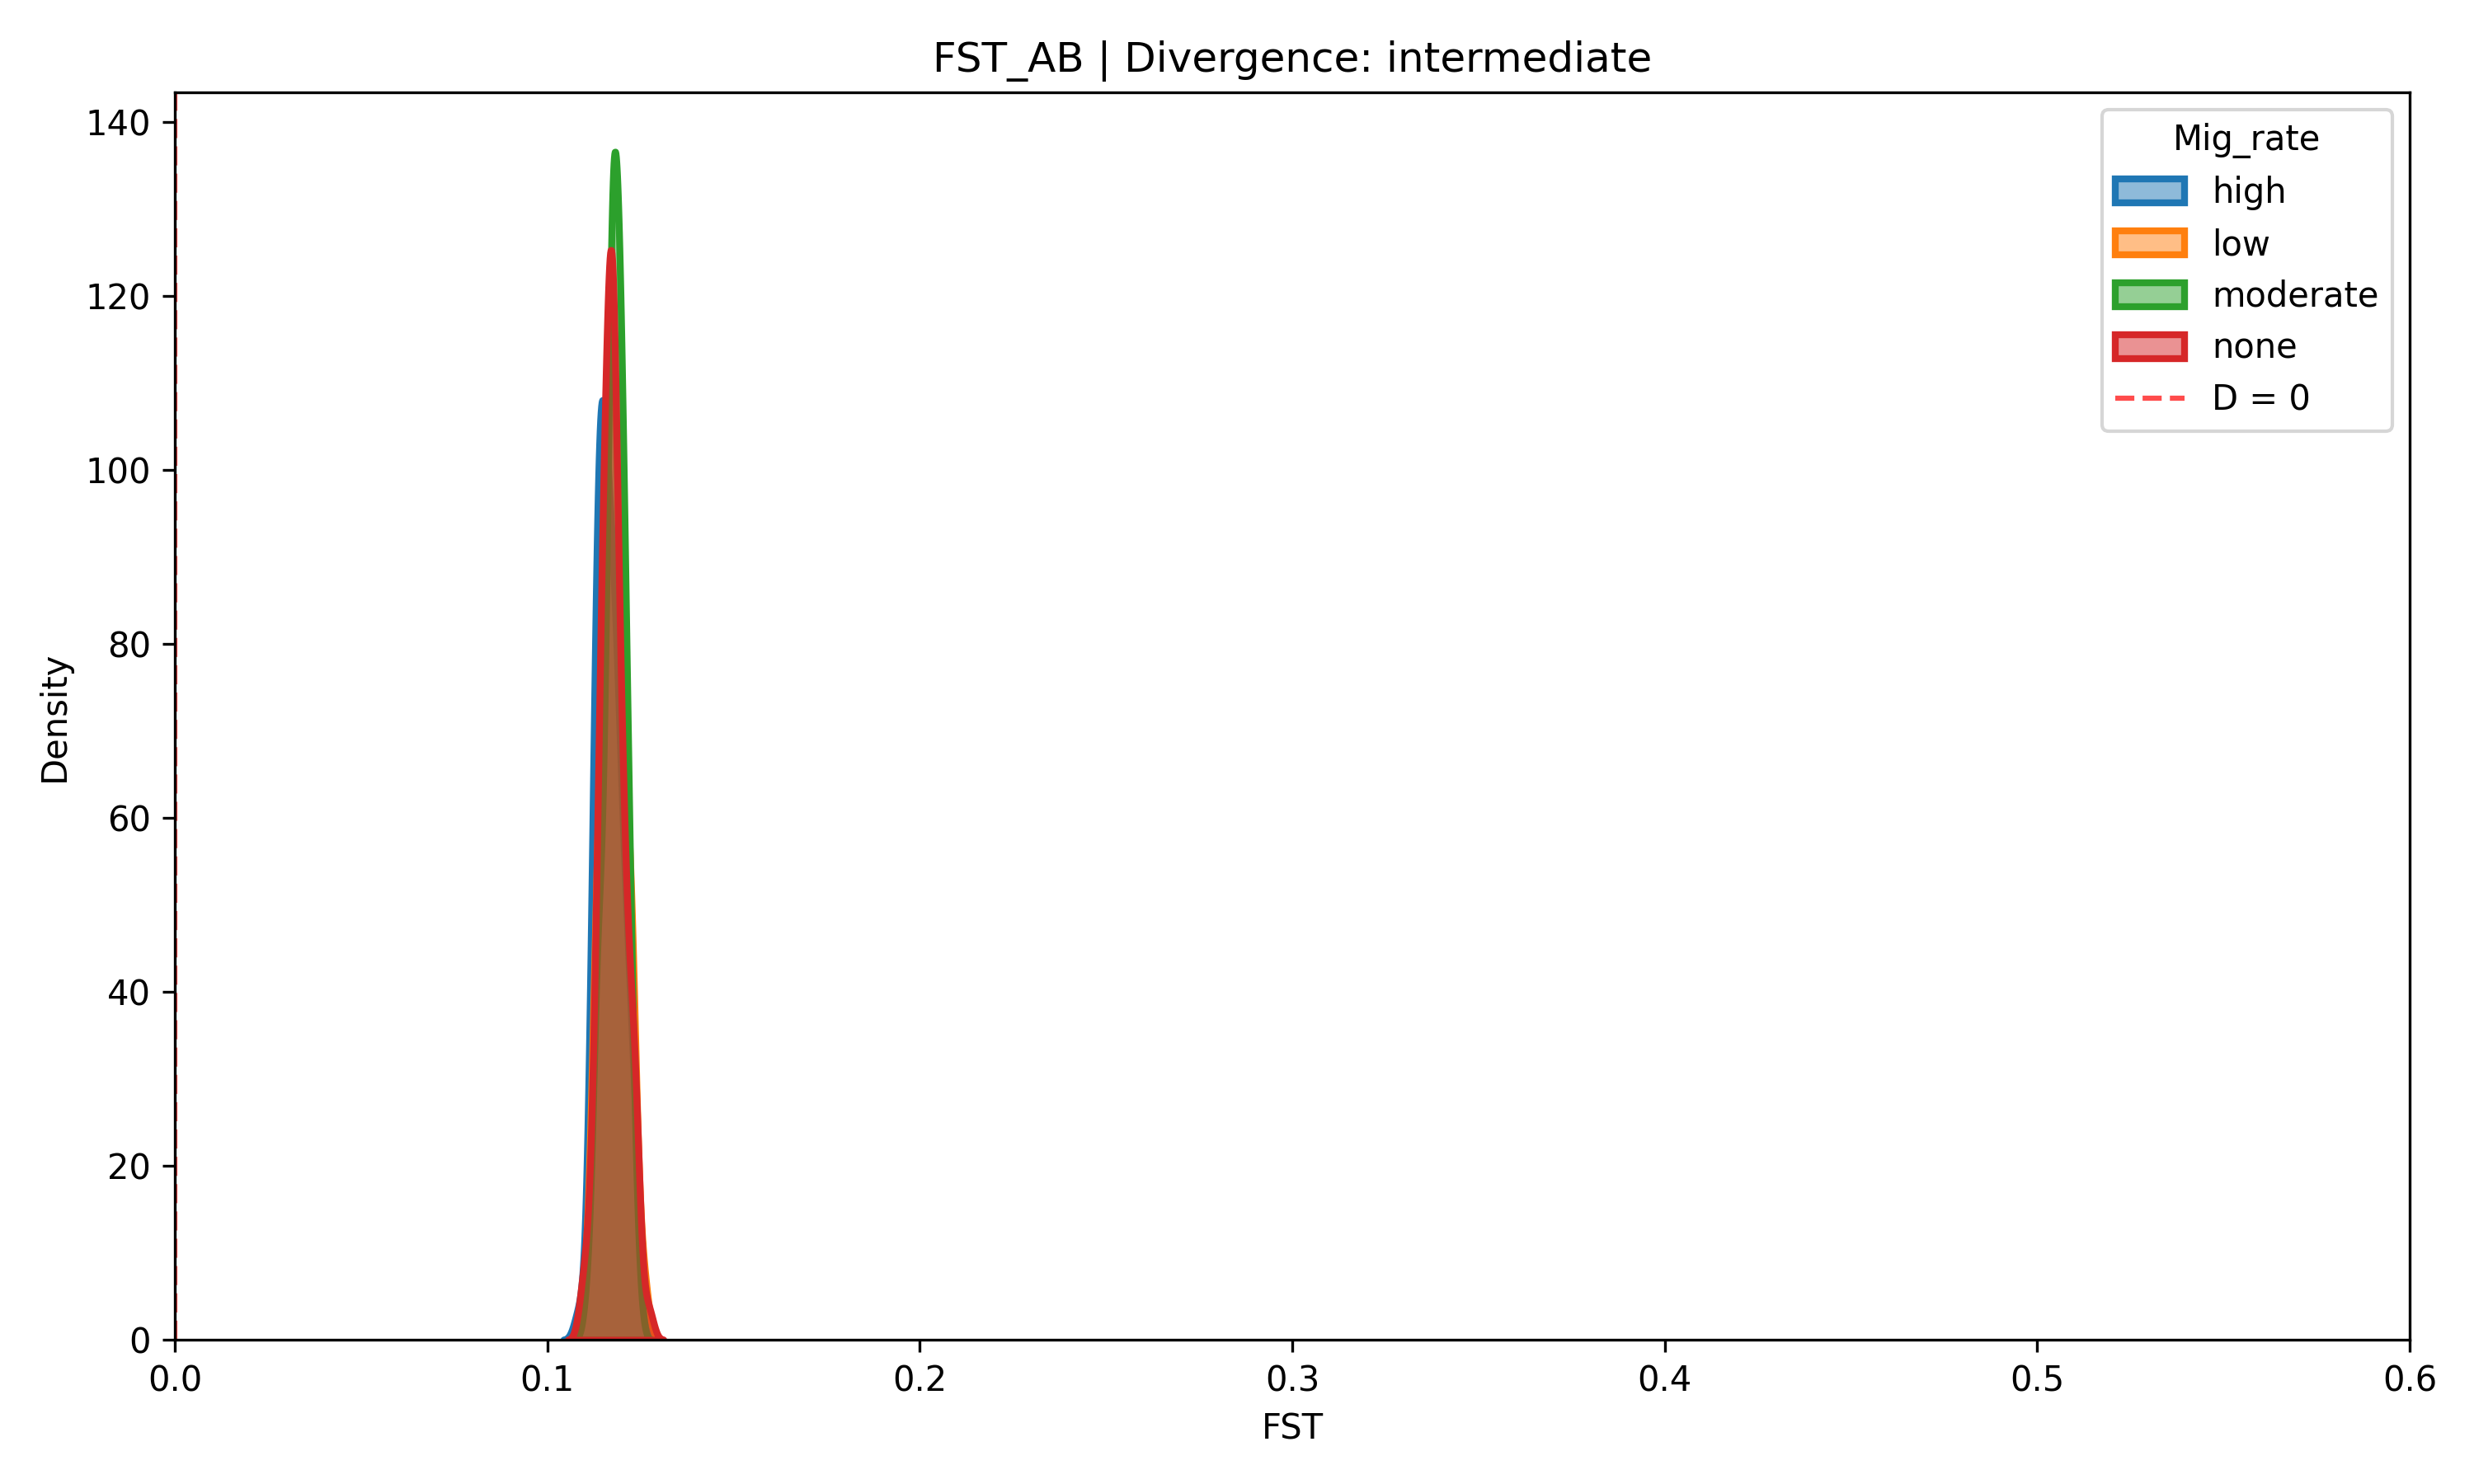 FST_AB | Divergence: intermediate
140
120
100
80
60
40
20
0
Density
0.0 0.1 0.2 0.3 0.4 0.5 0.6
FST
Mig_rate
high
low
moderate
none
D = 0